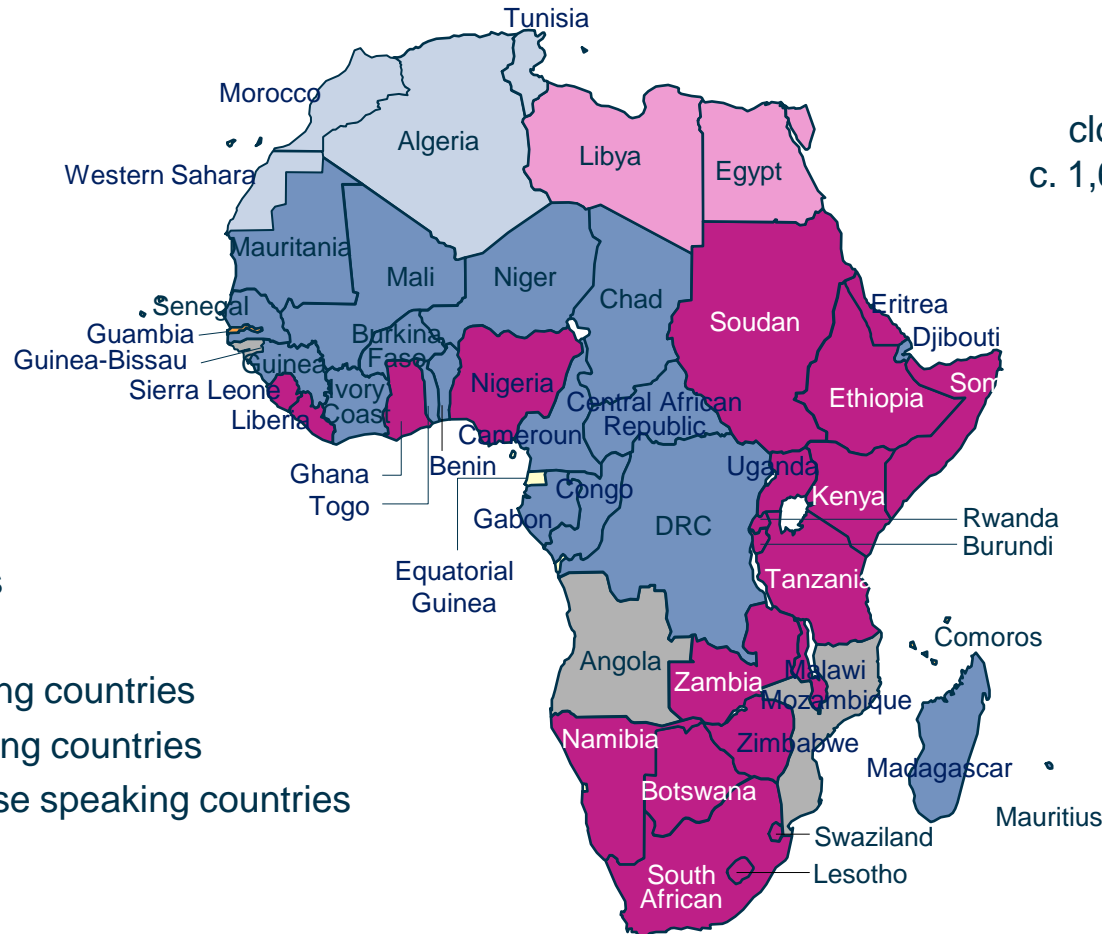 Tunisia
Morocco
clo
Algeria
Libya
Egypt
c. 1,
Western Sahara
Mauritania
Mali
Niger
Chad
Senegal
Eritrea
Soudan
Guambia
Djibouti
Burkina
Faso
Guinea-Bissau
Guinea
Nigeria
Som
Sierra Leone
Ivory
Coast
Ethiopia
Central African
Republic
Liberia
Cameroun
Ghana
Benin
Uganda
Togo
Congo
Kenya
Gabon
DRC
Rwanda
Burundi
Equatorial
Guinea
Tanzania
s
Comoros
Angola
Malawi
Zambia
ng countries
Mozambique
Namibia
Zimbabwe
ng countries
Madagascar
Botswana
se speaking countries
Mauritius
Swaziland
South
African
Lesotho